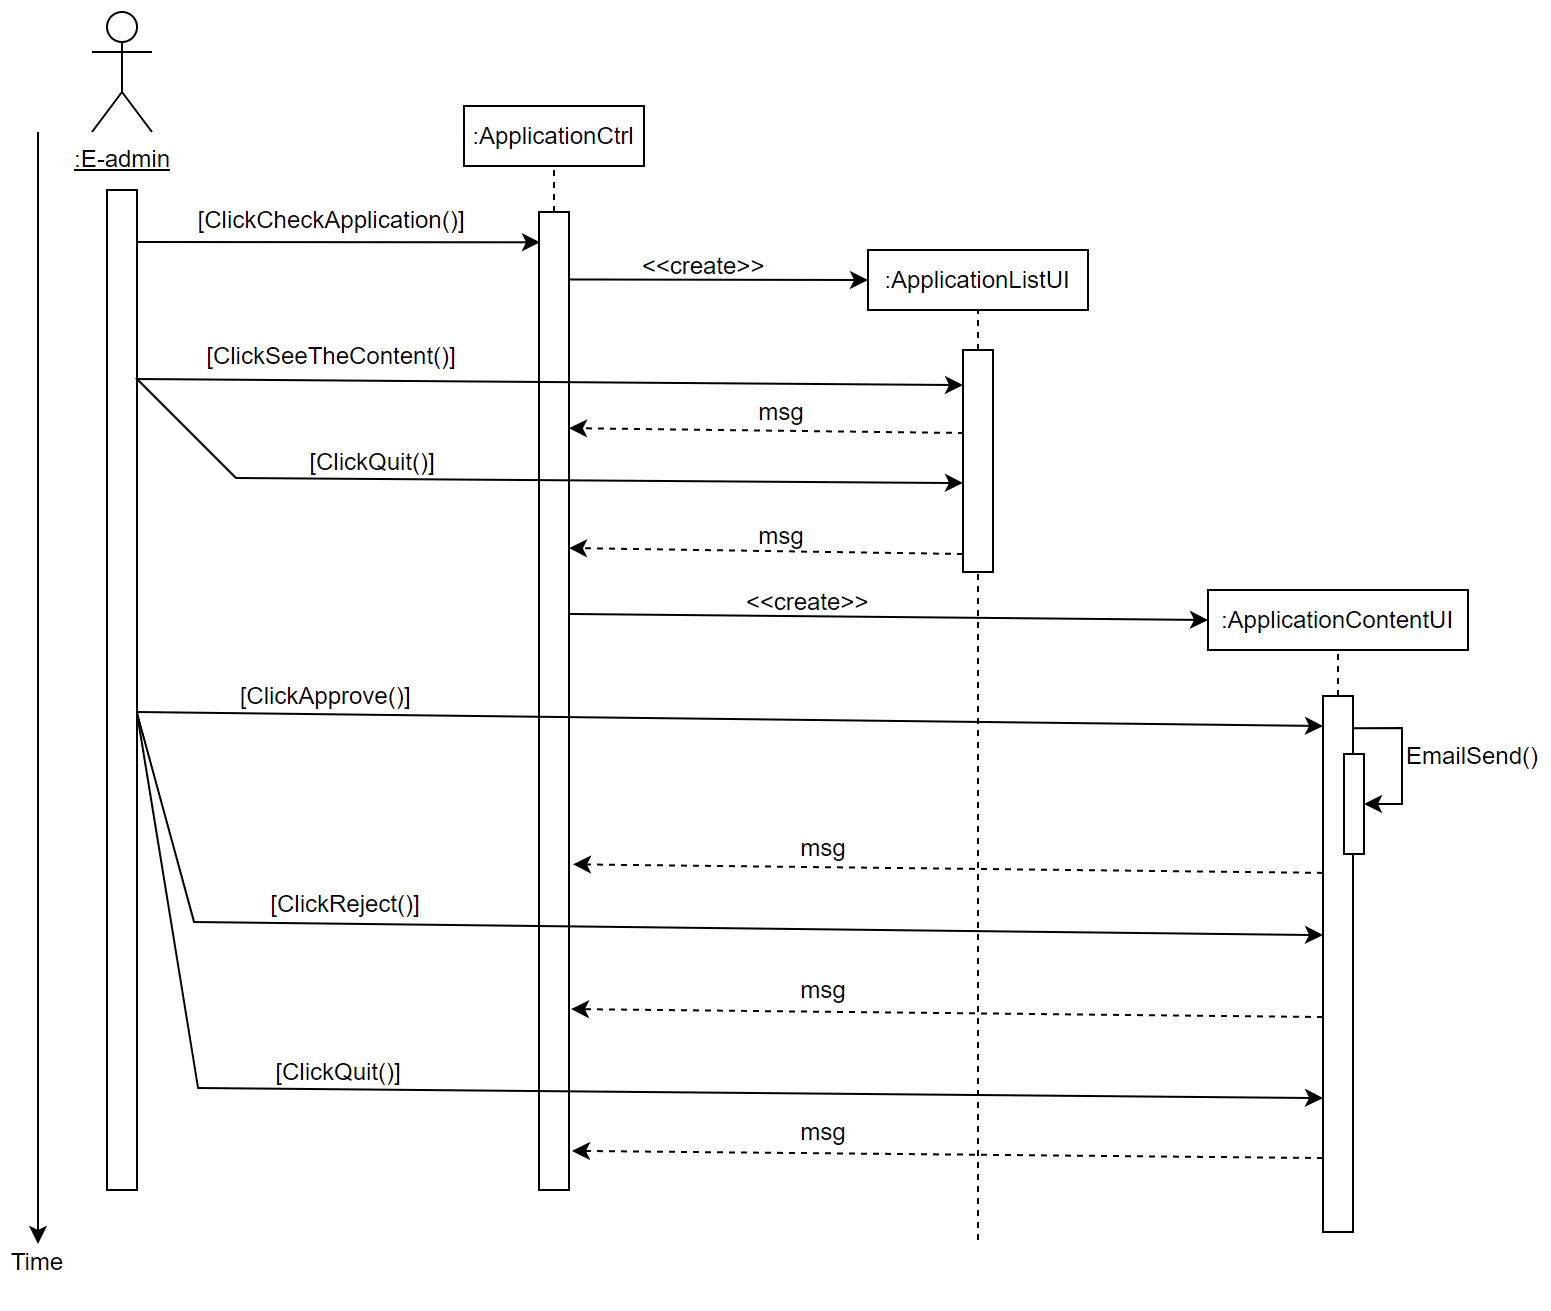 :E-admin
:ApplicationCtrl
[ClickCheckApplication()]
<<create>>
:ApplicationListUI
[ClickSeeTheContent()]
msg
[ClickQuit()]
msg
<<create>>
:ApplicationContentUI
[ClickApprove()]
EmailSend()
msg
[ClickReject()]
msg
[ClickQuit()]
msg
Time